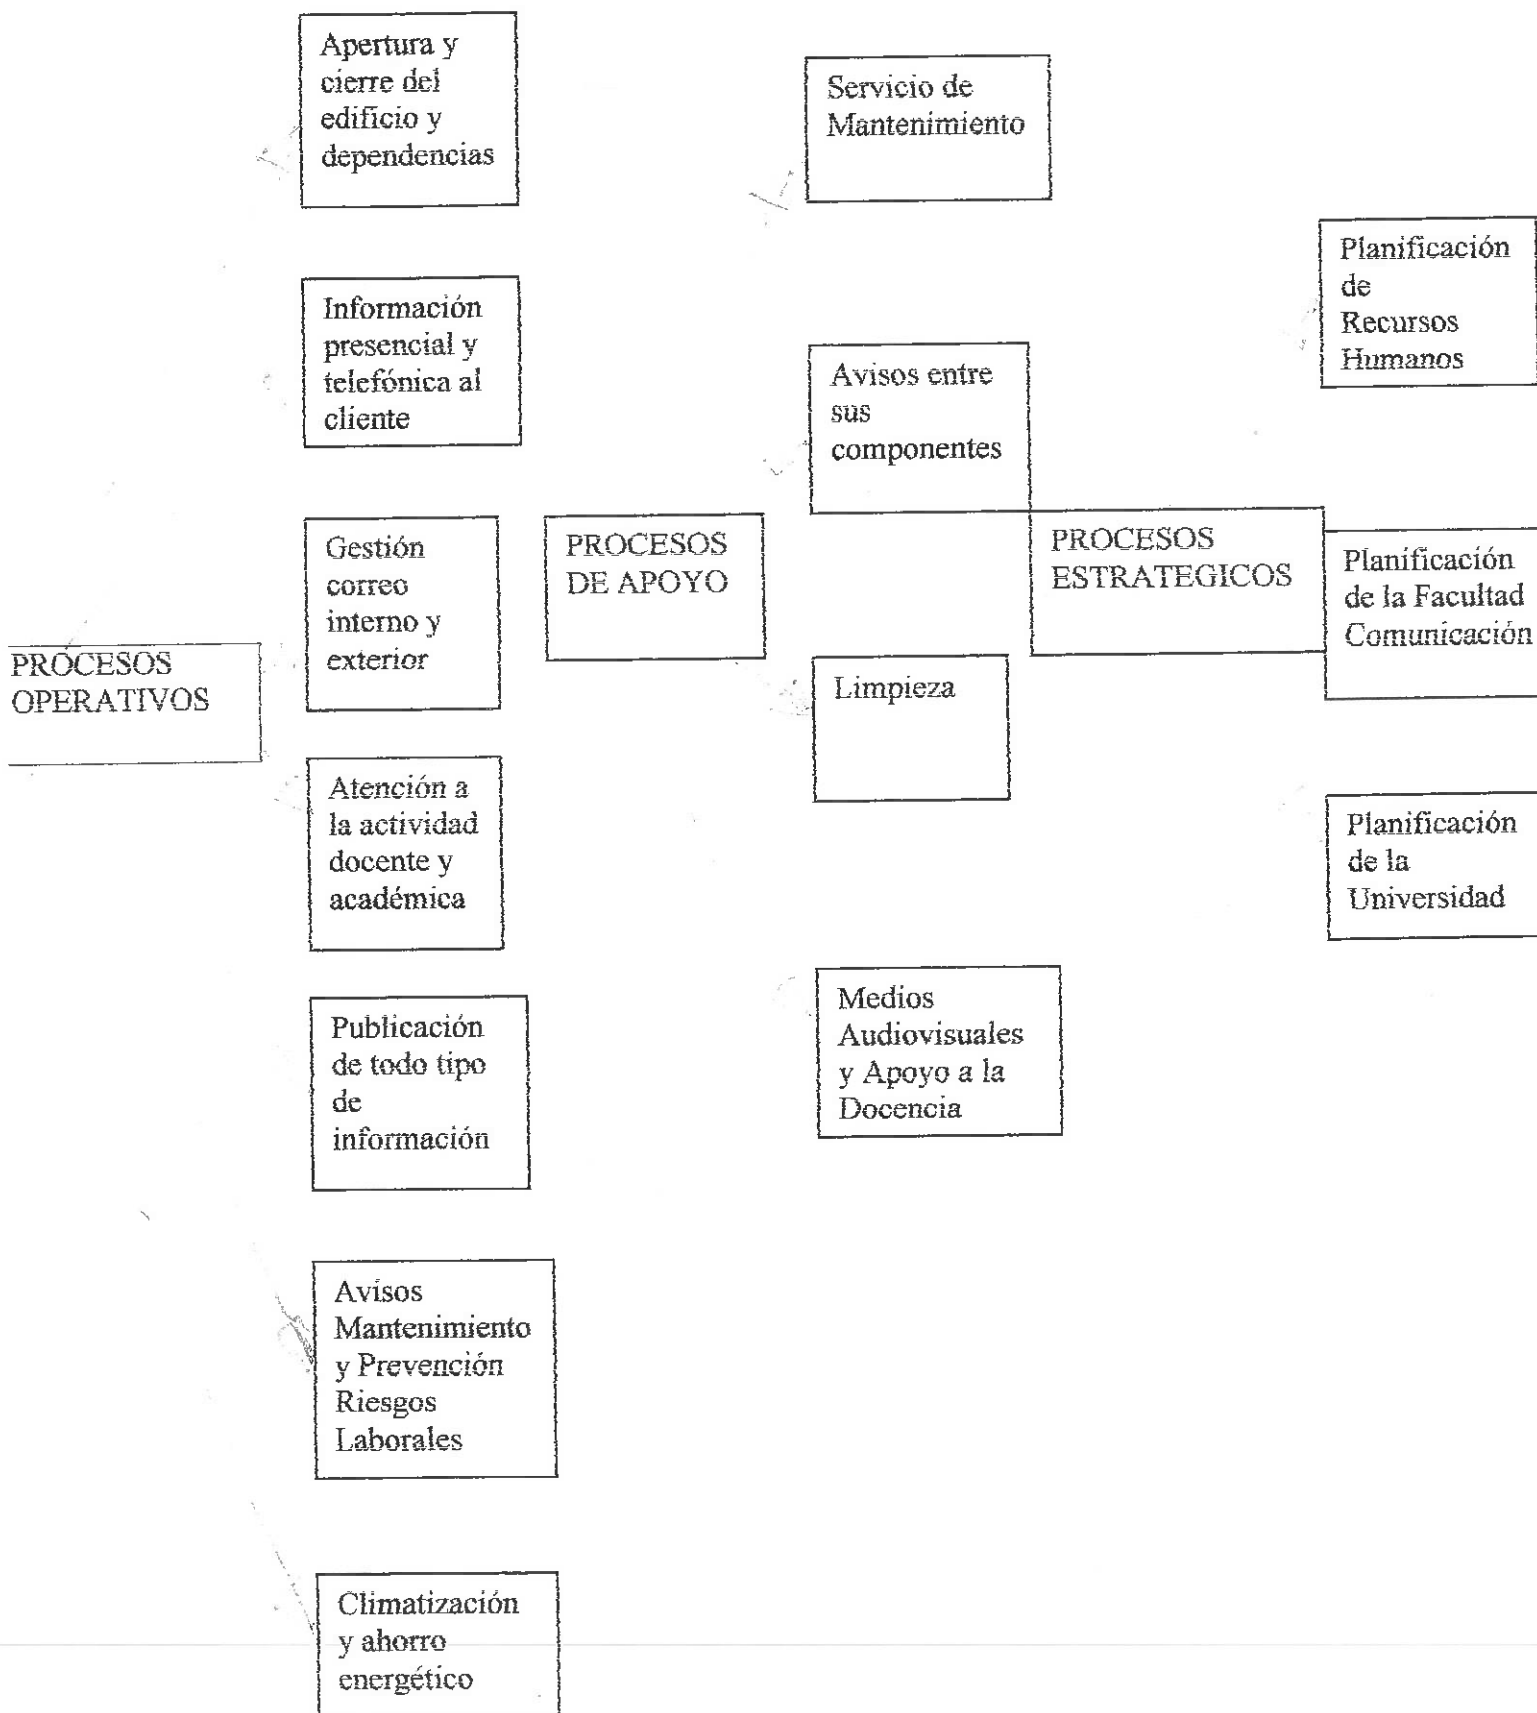 PROCESOS
OPERATIVOS
Apertura y
cierre del
edificio y
dependencias
Información
presencial y
telefónica al
cliente
Gestión
correo
interno y
exterior
Atención a
la actividad
docente y
académica
Publicación
de todo tipo
de
información
Avisos
Mantenimiento
y Prevención
Riesgos
Laborales
Climatización
y ahorro
energético
PROCESOS
DE APOYO
Servicio de
Mantenimiento
Avisos entre
sus
componentes
Limpieza
Medios
Audiovisuales
y Apoyo a la
Docencia
PROCESOS
ESTRATEGICOS
Planificación
de
Recursos
Humanos
Planificación
de la Facultad
Comunicación
Planificación
de la
Universidad